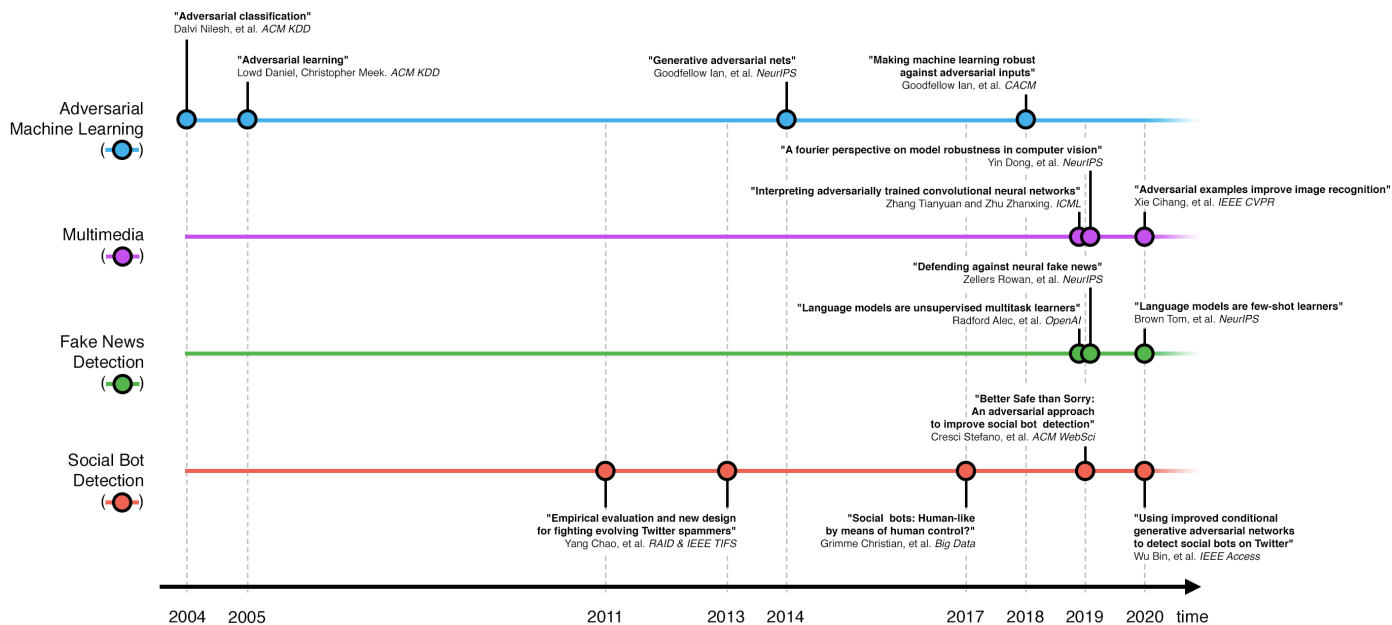 "Adversarial classification"
Dalvi Nilesh, et al. ACM KDD
"Adversarial learning"
Lowd Daniel, Christopher Meek. ACM KDD
"Generative adversarial nets"
Goodfellow Ian, et al. NeurIPS
"Making machine learning robust
against adversarial inputs"
Goodfellow Ian, et al. CACM
Adversarial
Machine Learning
( )
"A fourier perspective on model robustness in computer vision"
Yin Dong, et al. NeurIPS
"Interpreting adversarially trained convolutional neural networks"
Zhang Tianyuan and Zhu Zhanxing. ICML
"Adversarial examples improve image recognition"
Xie Cihang, et al. IEEE CVPR
Multimedia
( )
"Defending against neural fake news"
Zellers Rowan, et al. NeurIPS
"Language models are unsupervised multitask learners"
Radford Alec, et al. OpenAI
"Language models are few-shot learners"
Brown Tom, et al. NeurIPS
Fake News
Detection
( )
"Better Safe than Sorry:
An adversarial approach
to improve social bot detection"
Cresci Stefano, et al. ACM WebSci
Social Bot
Detection
( )
"Empirical evaluation and new design
for fighting evolving Twitter spammers"
Yang Chao, et al. RAID & IEEE TIFS
"Social bots: Human-like
by means of human control?"
Grimme Christian, et al. Big Data
"Using improved conditional
generative adversarial networks
to detect social bots on Twitter"
Wu Bin, et al. IEEE Access
2004 2005 2011 2013 2014 2017 2018 2019 2020 time